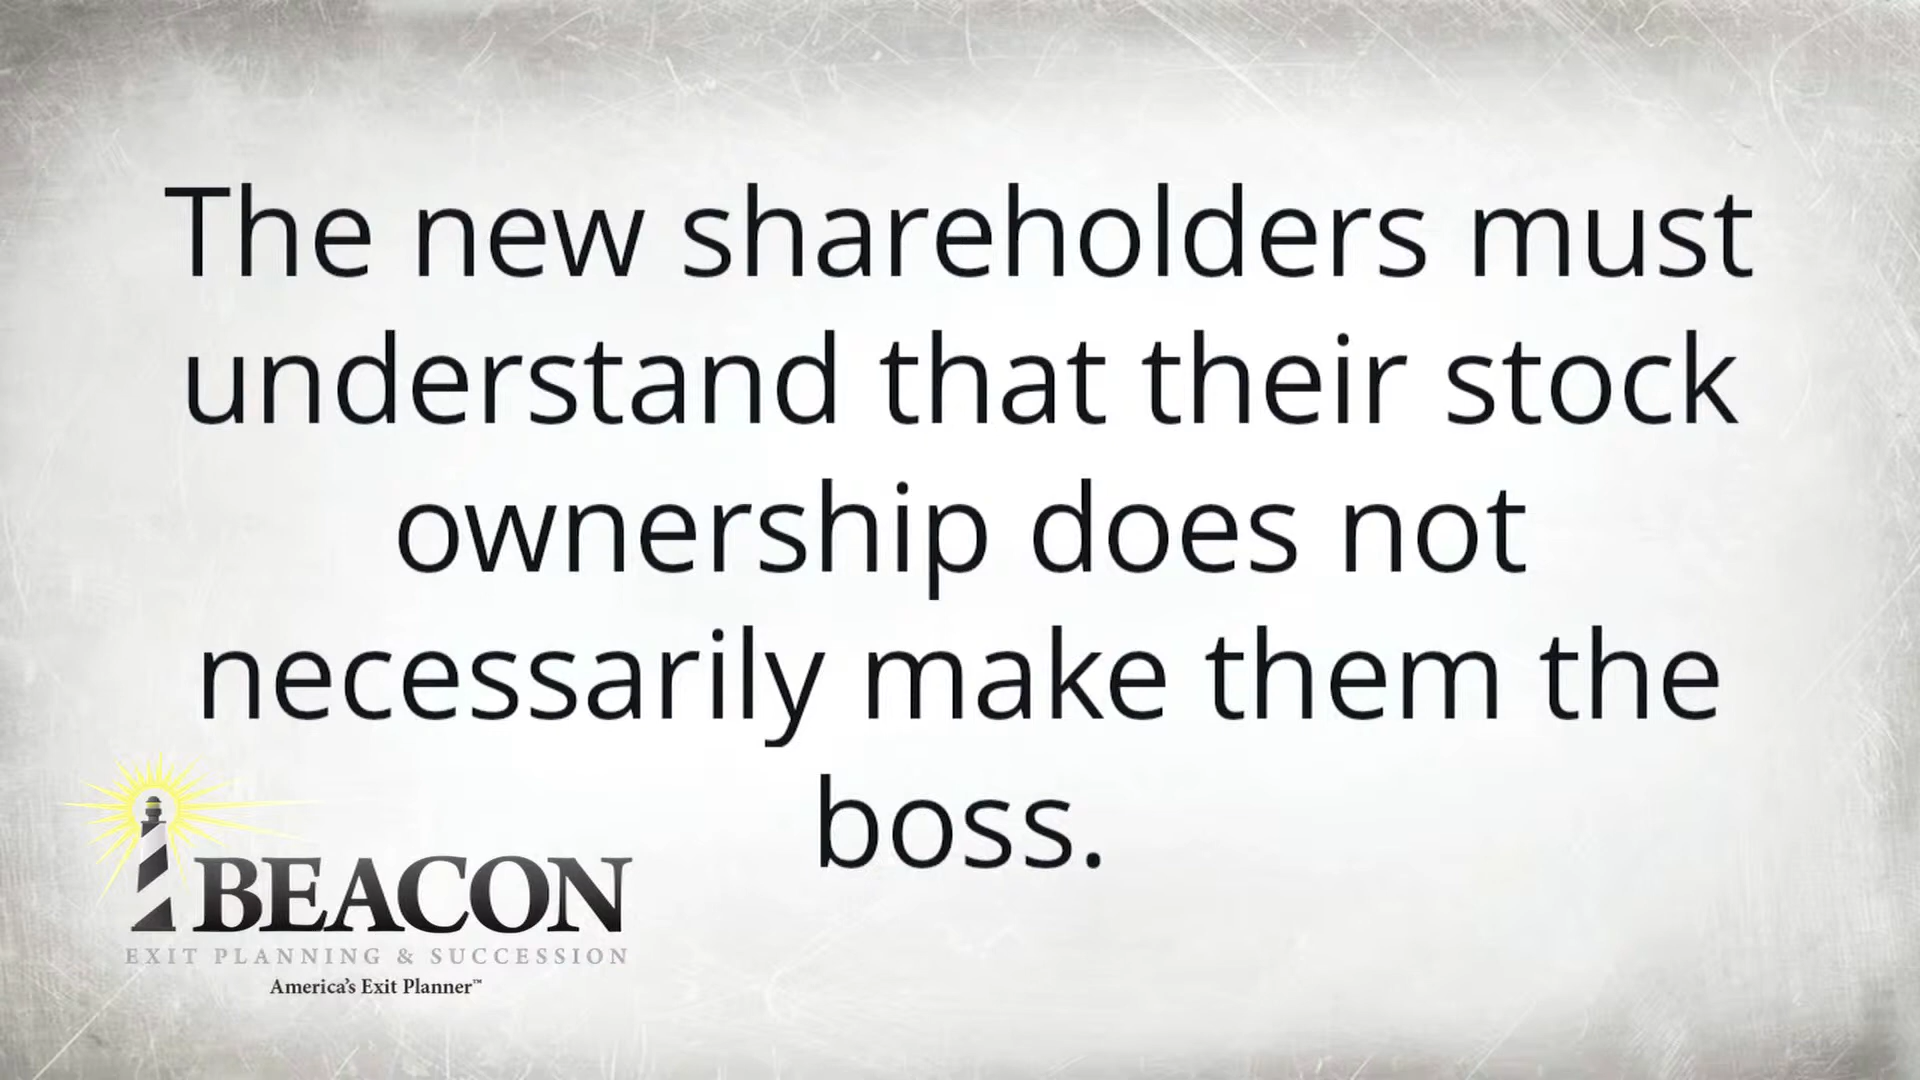 The new shareholders must
understand that their stock
ownership does not
necessarily make them the
boss.
BEACON
EXIT PLANNING & SUCCESSION
America's Exit Planner™